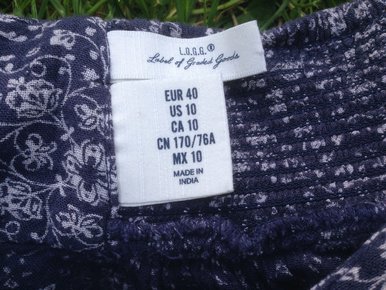 L.O.G.G.®
Label of Graded Goods
EUR 40
US 10
CA 10
CN 170/76A
MX 10
MADE IN
INDIA